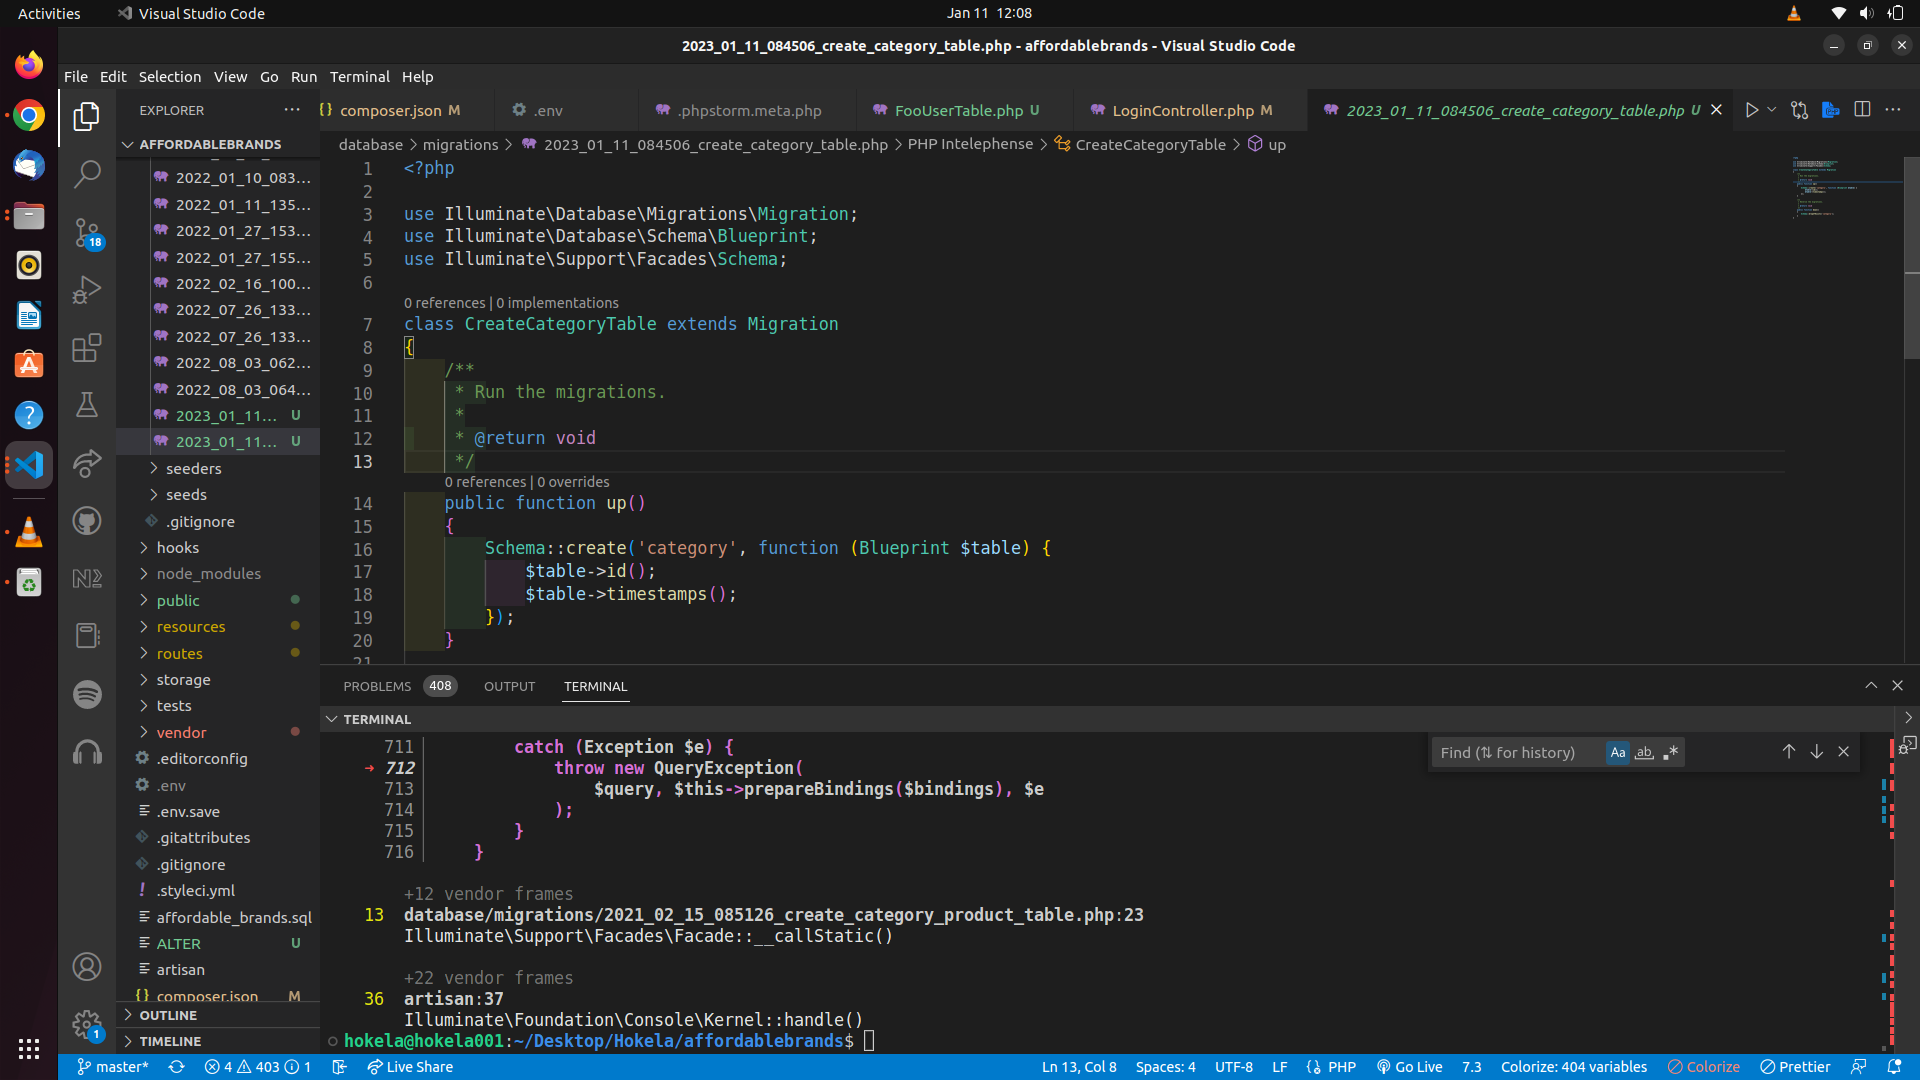 Activities
Visual Studio Code
Jan 11 12:08
2023_01_11_084506_create_category_table.php - affordablebrands - Visual Studio Code
File Edit Selection View Go Run Terminal Help
EXPLORER
{} composer.json M
.env
.phpstorm.meta.php
FooUserTable.php U
LoginController.php M
2023_01_11_084506_create_category_table.php U
AFFORDABLEBRANDS
database > migrations > 2023_01_11_084506_create_category_table.php > PHP Intelephense > CreateCategoryTable > up
2022_01_10_083...
2022_01_11_135...
2022_01_27_153...
2022_01_27_155...
2022_02_16_100...
2022_07_26_133...
2022_07_26_133...
2022_08_03_062...
2022_08_03_064...
2023_01_11... U
2023_01_11... U
seeders
seeds
.gitignore
hooks
node_modules
public
resources
routes
storage
tests
vendor
.editorconfig
.env
.env.save
.gitattributes
.gitignore
! .styleci.yml
affordable_brands.sql
ALTER U
artisan
{} composer.json M
OUTLINE
TIMELINE
18
1
1 <?php
2
3 use Illuminate\Database\Migrations\Migration;
4 use Illuminate\Database\Schema\Blueprint;
5 use Illuminate\Support\Facades\Schema;
6
0 references | 0 implementations
7 class CreateCategoryTable extends Migration
8 {
9 /**
10 * Run the migrations.
11 *
12 * @return void
13 */
0 references | 0 overrides
14 public function up()
15 {
16 Schema::create('category', function (Blueprint $table) {
17 $table->id();
18 $table->timestamps();
19 });
20 }
21
PROBLEMS 408 OUTPUT TERMINAL
TERMINAL
Find (⇅ for history) Aa ab .*
711 catch (Exception $e) {
➜ 712 throw new QueryException(
713 $query, $this->prepareBindings($bindings), $e
714 );
715 }
716 }
+12 vendor frames
13 database/migrations/2021_02_15_085126_create_category_product_table.php:23
Illuminate\Support\Facades\Facade::__callStatic()
+22 vendor frames
36 artisan:37
Illuminate\Foundation\Console\Kernel::handle()
hokela@hokela001:~/Desktop/Hokela/affordablebrands$
master* 4 403 1 Live Share Ln 13, Col 8 Spaces: 4 UTF-8 LF {} PHP Go Live 7.3 Colorize: 404 variables Colorize Prettier